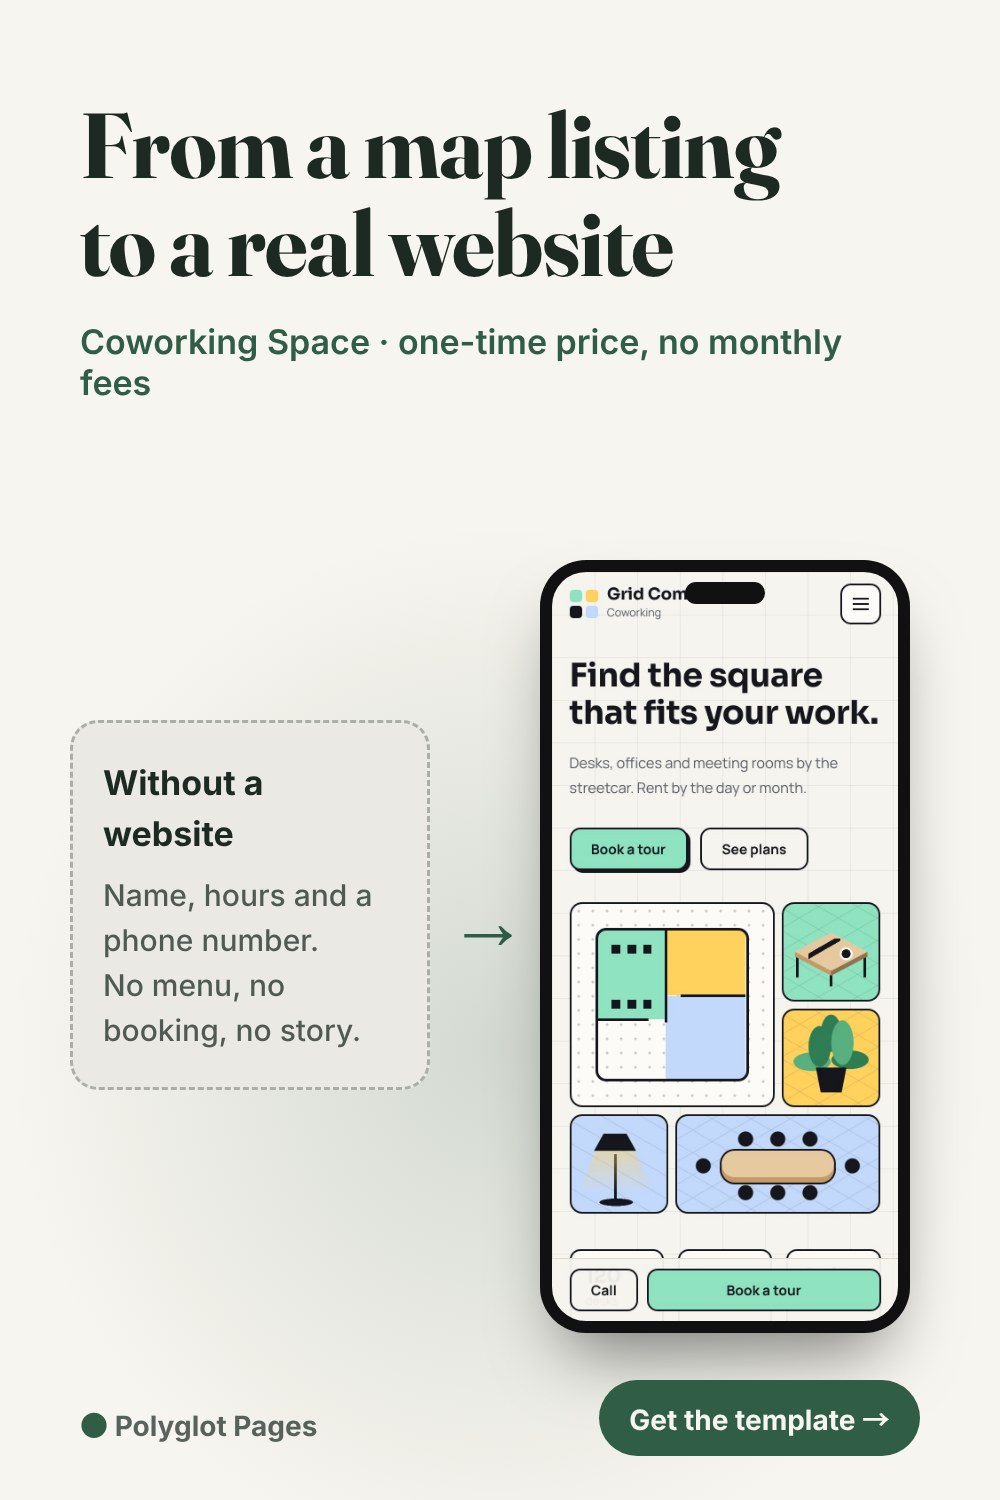 From a map listing
to a real website
Coworking Space · one-time price, no monthly
fees
Without a
website
Name, hours and a
phone number.
No menu, no
booking, no story.
→
Grid Com
Coworking
Find the square
that fits your work.
Desks, offices and meeting rooms by the
streetcar. Rent by the day or month.
Book a tour
See plans
Call
Book a tour
Polyglot Pages
Get the template →